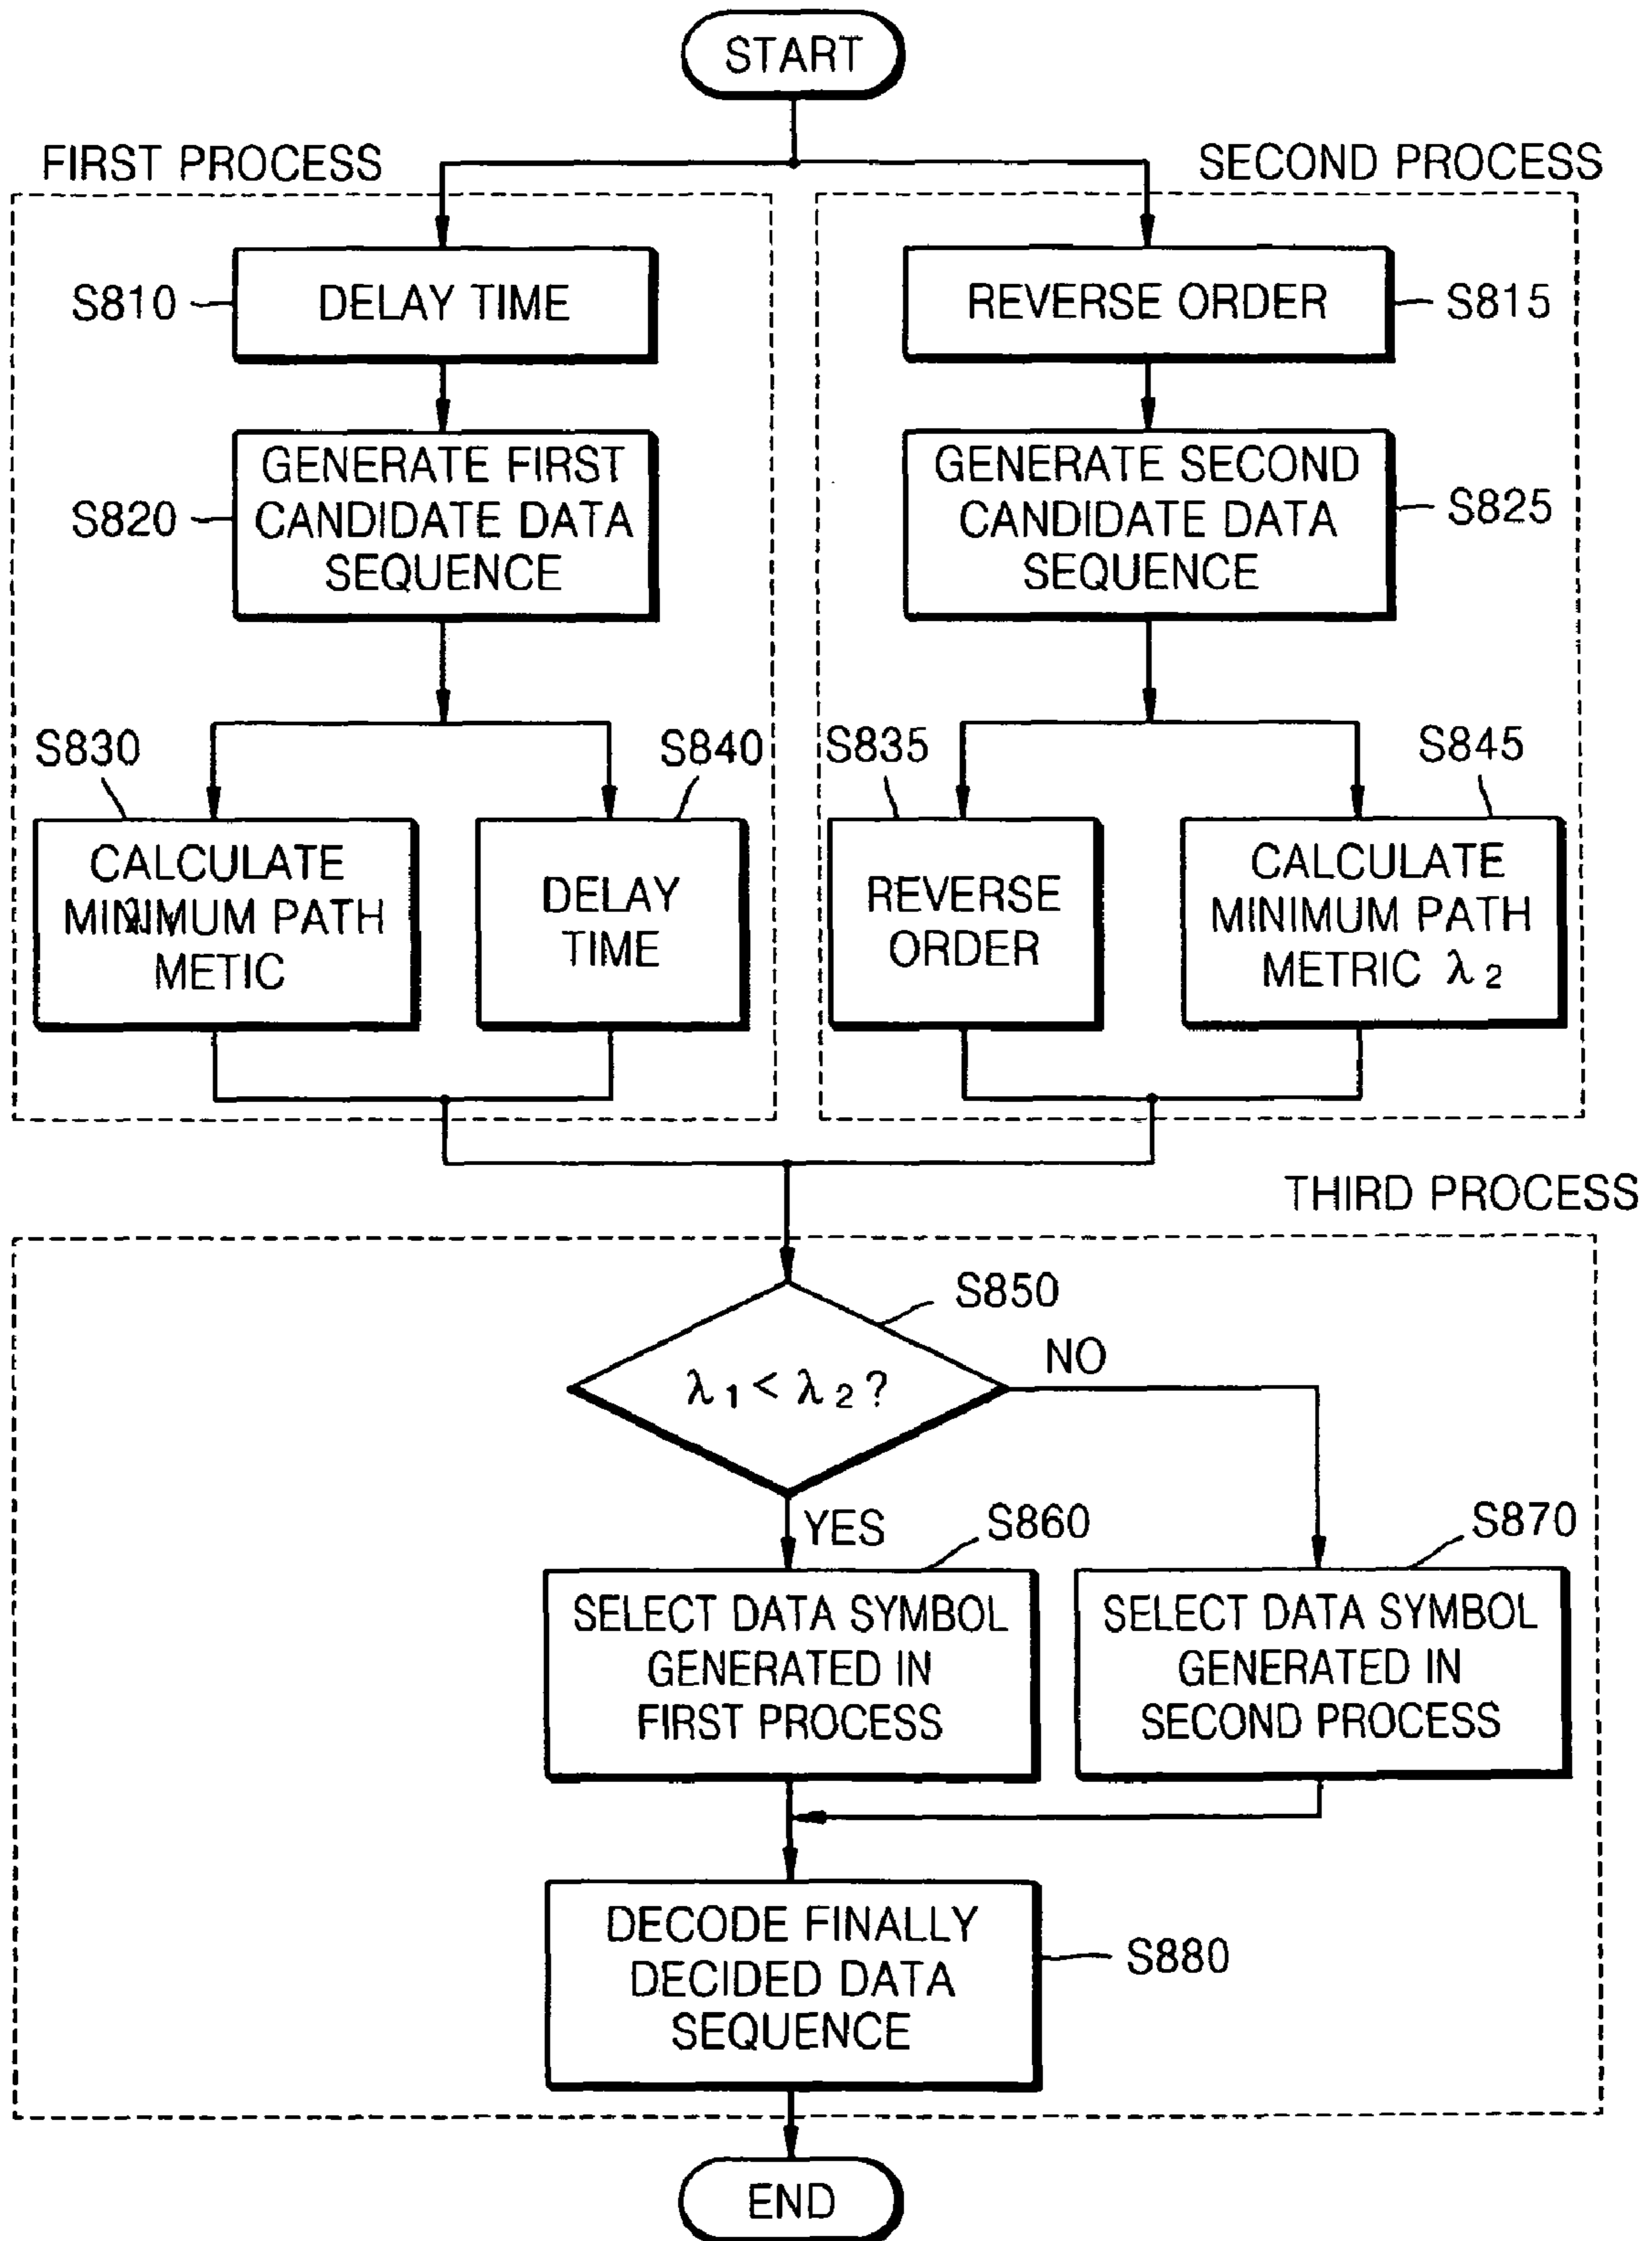 START
FIRST PROCESS
SECOND PROCESS
S810
DELAY TIME
REVERSE ORDER
S815
S820
GENERATE FIRST
CANDIDATE DATA
SEQUENCE
GENERATE SECOND
CANDIDATE DATA
SEQUENCE
S825
S830
S840
S835
S845
CALCULATE
MINIMUM PATH
METIC
DELAY
TIME
REVERSE
ORDER
CALCULATE
MINIMUM PATH
METRIC λ2
THIRD PROCESS
S850
λ1 < λ2?
NO
YES
S860
S870
SELECT DATA SYMBOL
GENERATED IN
FIRST PROCESS
SELECT DATA SYMBOL
GENERATED IN
SECOND PROCESS
DECODE FINALLY
DECIDED DATA
SEQUENCE
S880
END